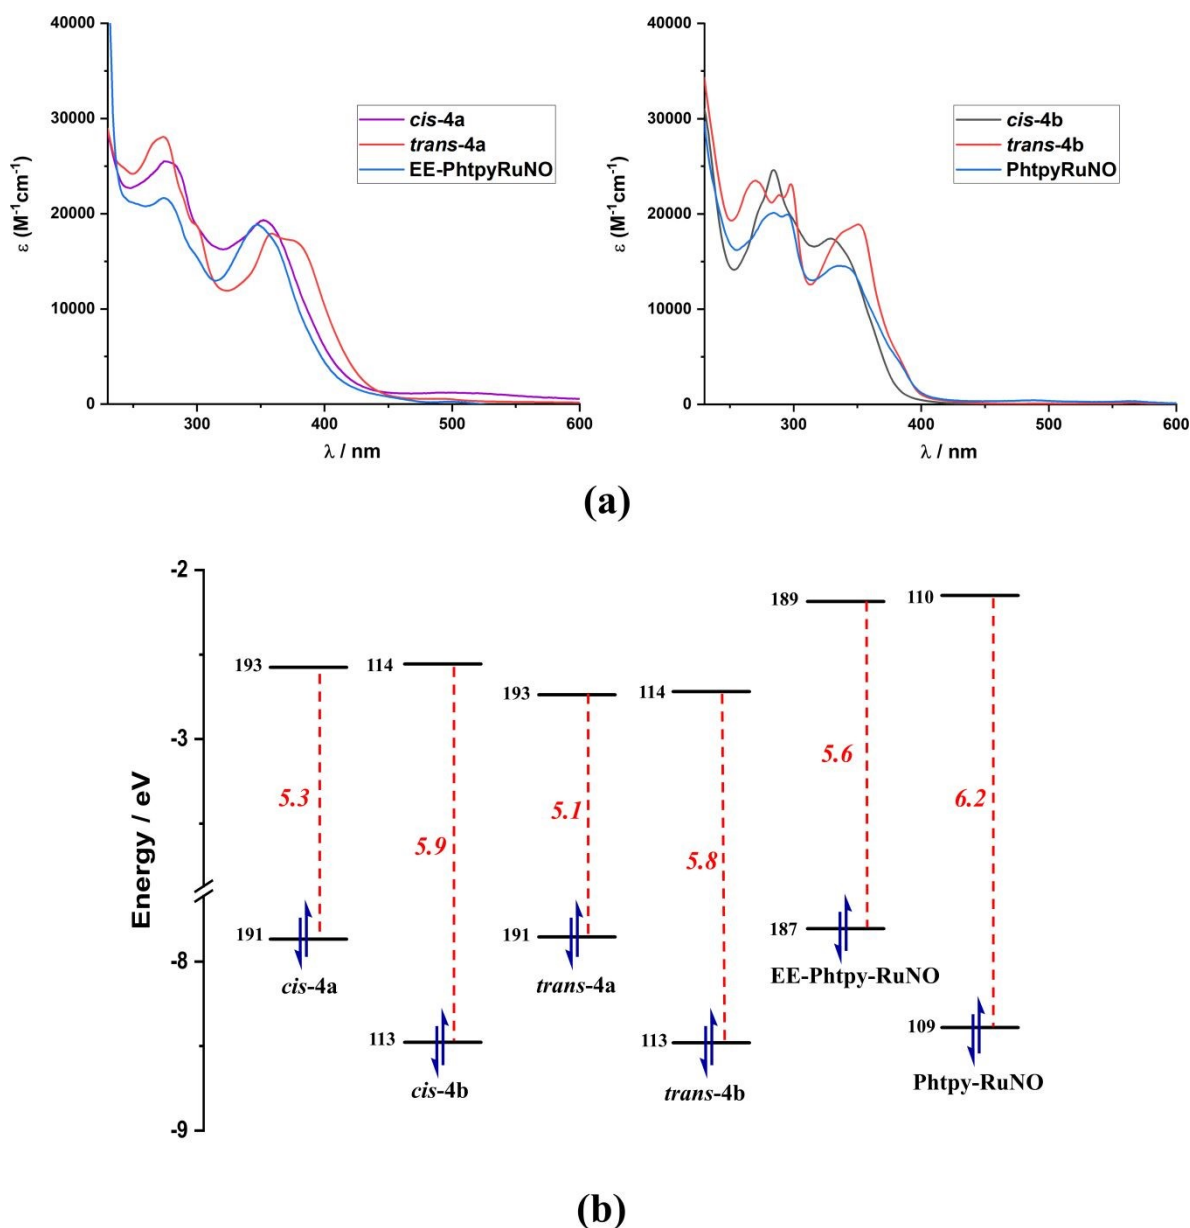 40000
30000
20000
10000
0
ε (M⁻¹cm⁻¹)
cis-4a
trans-4a
EE-PhtpyRuNO
300
400
500
600
λ / nm
40000
30000
20000
10000
0
ε (M⁻¹cm⁻¹)
cis-4b
trans-4b
PhtpyRuNO
300
400
500
600
λ / nm
(a)
Energy / eV
-2
-3
-8
-9
193
5.3
191
cis-4a
114
5.9
113
cis-4b
193
5.1
191
trans-4a
114
5.8
113
trans-4b
189
5.6
187
EE-Phtpy-RuNO
110
6.2
109
Phtpy-RuNO
(b)